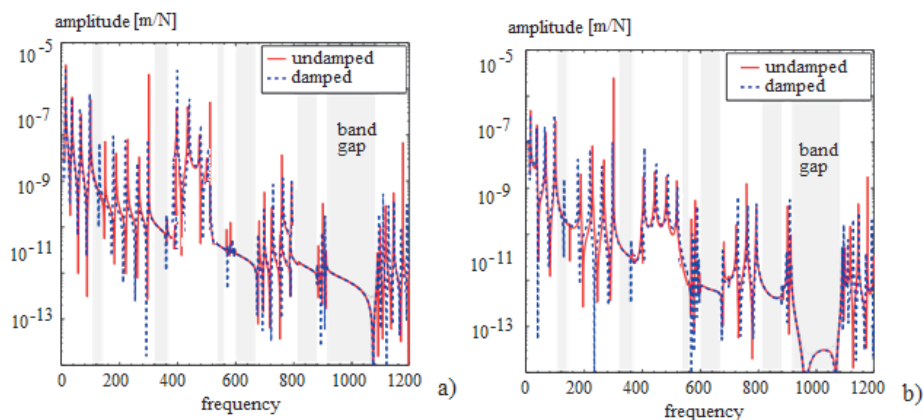 amplitude [m/N]
10-5
10-7
10-9
10-11
10-13
undamped
damped
band
gap
0 200 400 600 800 1000 1200
frequency
a)
amplitude [m/N]
10-5
10-7
10-9
10-11
10-13
undamped
damped
band
gap
0 200 400 600 800 1000 1200
frequency
b)